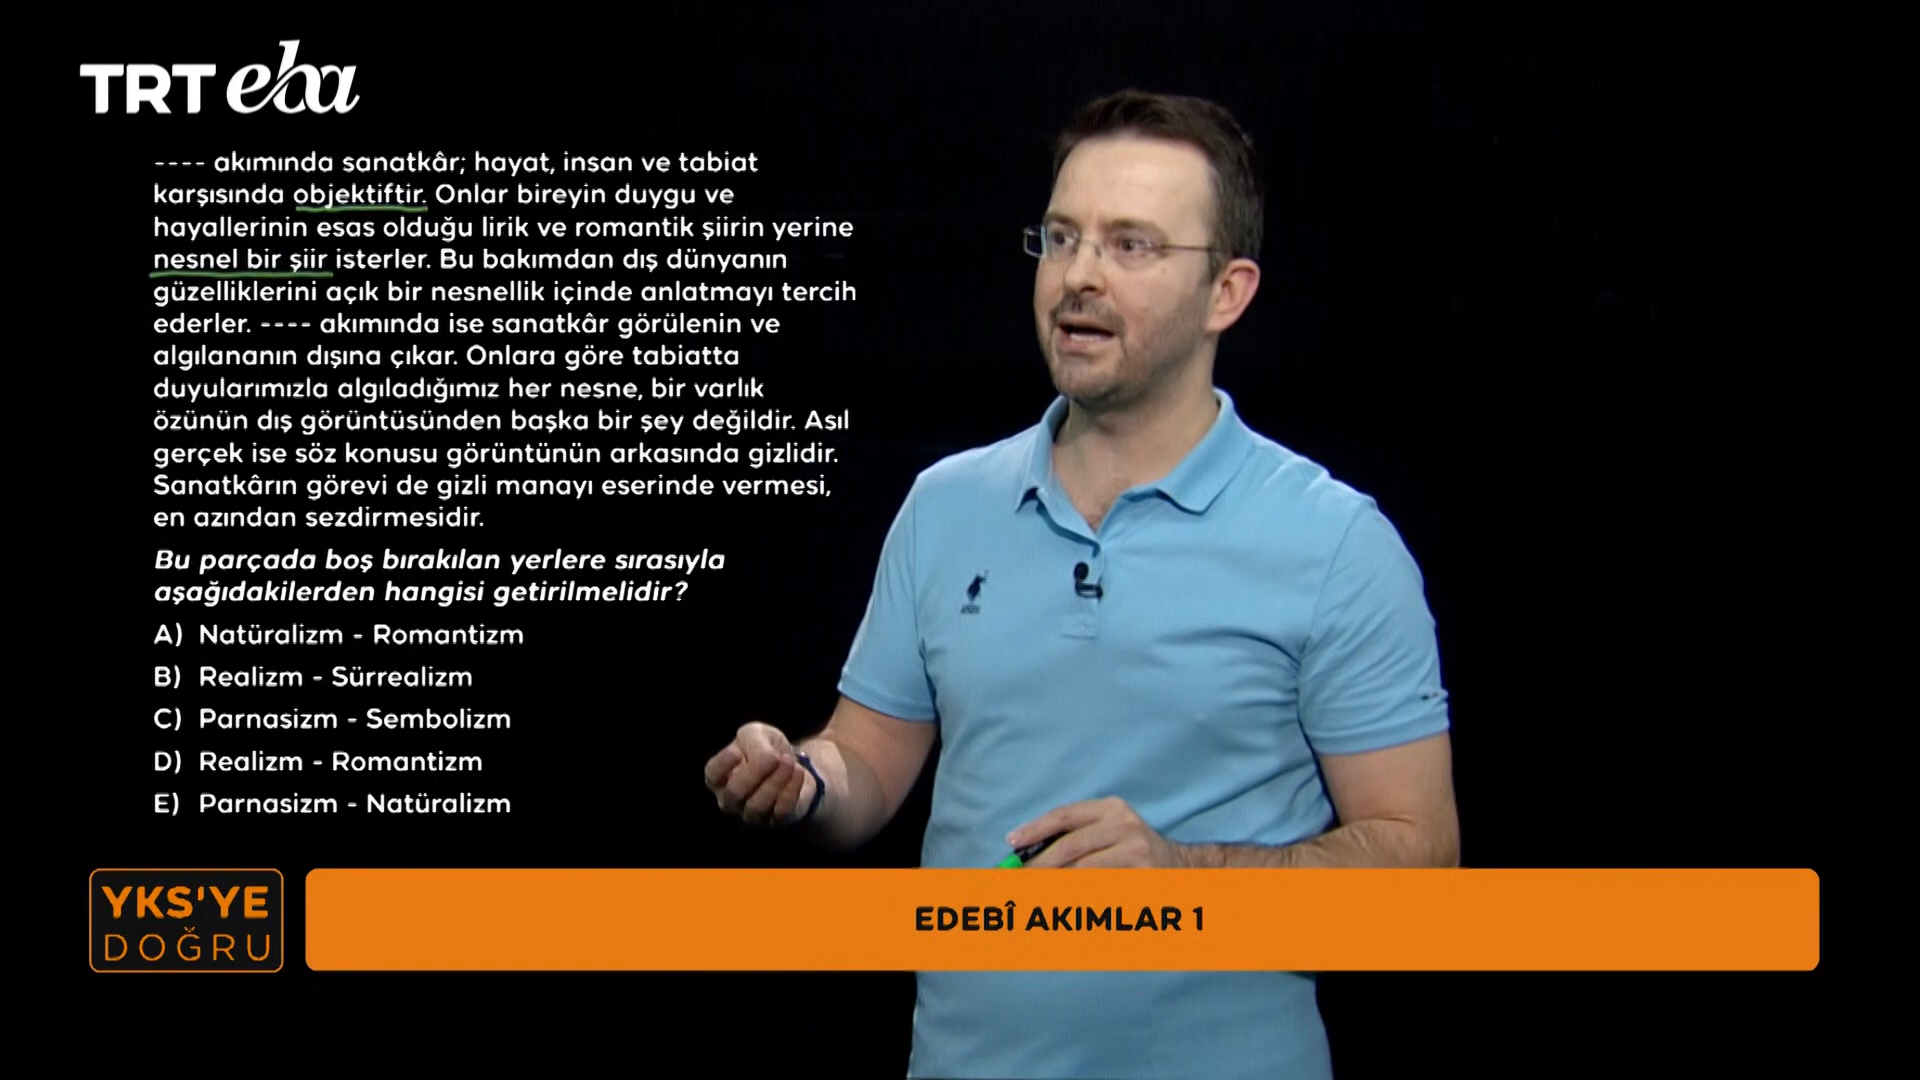 TRT eba
---- akımında sanatkâr; hayat, insan ve tabiat
karşısında objektiftir. Onlar bireyin duygu ve
hayallerinin esas olduğu lirik ve romantik şiirin yerine
nesnel bir şiir isterler. Bu bakımdan dış dünyanın
güzelliklerini açık bir nesnellik içinde anlatmayı tercih
ederler. ---- akımında ise sanatkâr görülenin ve
algılananın dışına çıkar. Onlara göre tabiatta
duyularımızla algıladığımız her nesne, bir varlık
özünün dış görüntüsünden başka bir şey değildir. Asıl
gerçek ise söz konusu görüntünün arkasında gizlidir.
Sanatkârın görevi de gizli manayı eserinde vermesi,
en azından sezdirmesidir.
Bu parçada boş bırakılan yerlere sırasıyla
aşağıdakilerden hangisi getirilmelidir?
A) Natüralizm - Romantizm
B) Realizm - Sürrealizm
C) Parnasizm - Sembolizm
D) Realizm - Romantizm
E) Parnasizm - Natüralizm
YKS'YE
DOĞRU
EDEBÎ AKIMLAR 1